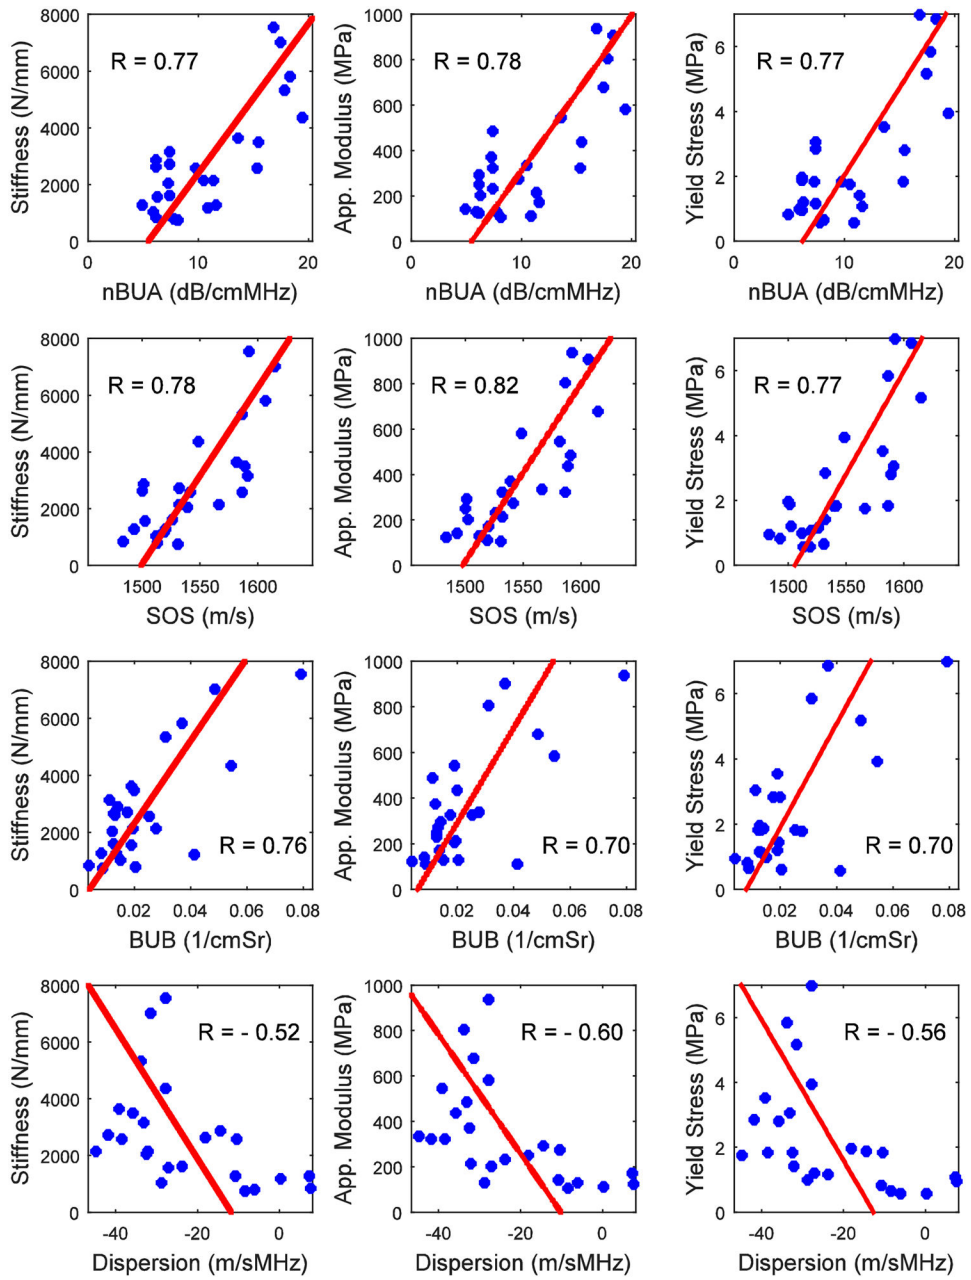 Stiffness (N/mm)
8000
6000
4000
2000
0
R = 0.77
0 10 20
nBUA (dB/cmMHz)
App. Modulus (MPa)
1000
800
600
400
200
0
R = 0.78
0 10 20
nBUA (dB/cmMHz)
Yield Stress (MPa)
6
4
2
0
R = 0.77
0 10 20
nBUA (dB/cmMHz)
Stiffness (N/mm)
8000
6000
4000
2000
0
R = 0.78
1500 1550 1600
SOS (m/s)
App. Modulus (MPa)
1000
800
600
400
200
0
R = 0.82
1500 1550 1600
SOS (m/s)
Yield Stress (MPa)
6
4
2
0
R = 0.77
1500 1550 1600
SOS (m/s)
Stiffness (N/mm)
8000
6000
4000
2000
0
R = 0.76
0.02 0.04 0.06 0.08
BUB (1/cmSr)
App. Modulus (MPa)
1000
800
600
400
200
0
R = 0.70
0.02 0.04 0.06 0.08
BUB (1/cmSr)
Yield Stress (MPa)
6
4
2
0
R = 0.70
0.02 0.04 0.06 0.08
BUB (1/cmSr)
Stiffness (N/mm)
8000
6000
4000
2000
0
R = - 0.52
-40 -20 0
Dispersion (m/sMHz)
App. Modulus (MPa)
1000
800
600
400
200
0
R = - 0.60
-40 -20 0
Dispersion (m/sMHz)
Yield Stress (MPa)
6
4
2
0
R = - 0.56
-40 -20 0
Dispersion (m/sMHz)